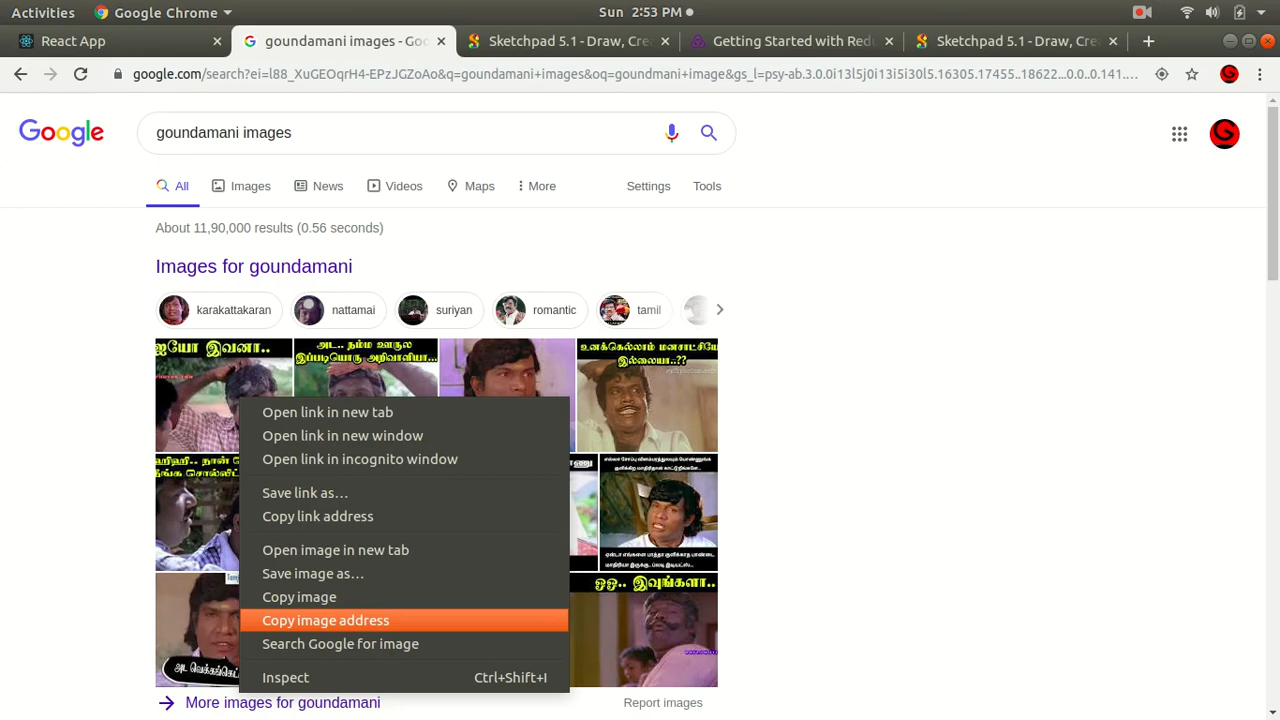 Activities Google Chrome Sun 2:53 PM
React App goundamani images - Goo Sketchpad 5.1 - Draw, Crea Getting Started with Redu Sketchpad 5.1 - Draw, Crea
google.com/search?ei=l88_XuGEOqrH4-EPzJGZoAo&q=goundamani+images&oq=goundmani+image&gs_l=psy-ab.3.0.0i13l5j0i13i5i30l5.16305.17455..18622...0.0..0.141....
Google goundamani images
All Images News Videos Maps More Settings Tools
About 11,90,000 results (0.56 seconds)
Images for goundamani
karakattakaran nattamai suriyan romantic tamil
ஐயோ இவனா.. அட.. நம்ம ஊருல உனக்கெல்லாம் மனசாட்சியே
இப்படியொரு அறிவாளியா... இல்லையா..??
Open link in new tab
Open link in new window
Open link in incognito window
Save link as...
Copy link address
Open image in new tab
Save image as...
Copy image
Copy image address
Search Google for image
Inspect Ctrl+Shift+I
ஓஓ.. இவுங்களா..
More images for goundamani Report images